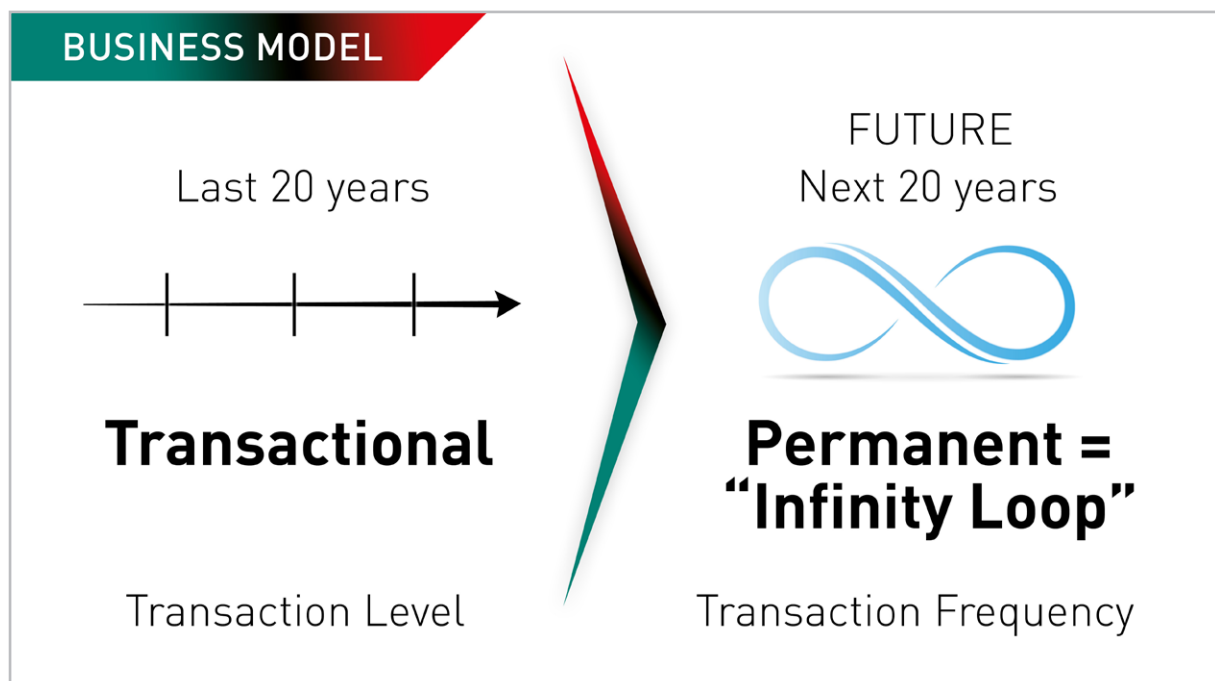 BUSINESS MODEL
Last 20 years
Transactional
Transaction Level
FUTURE
Next 20 years
Permanent =
“Infinity Loop”
Transaction Frequency